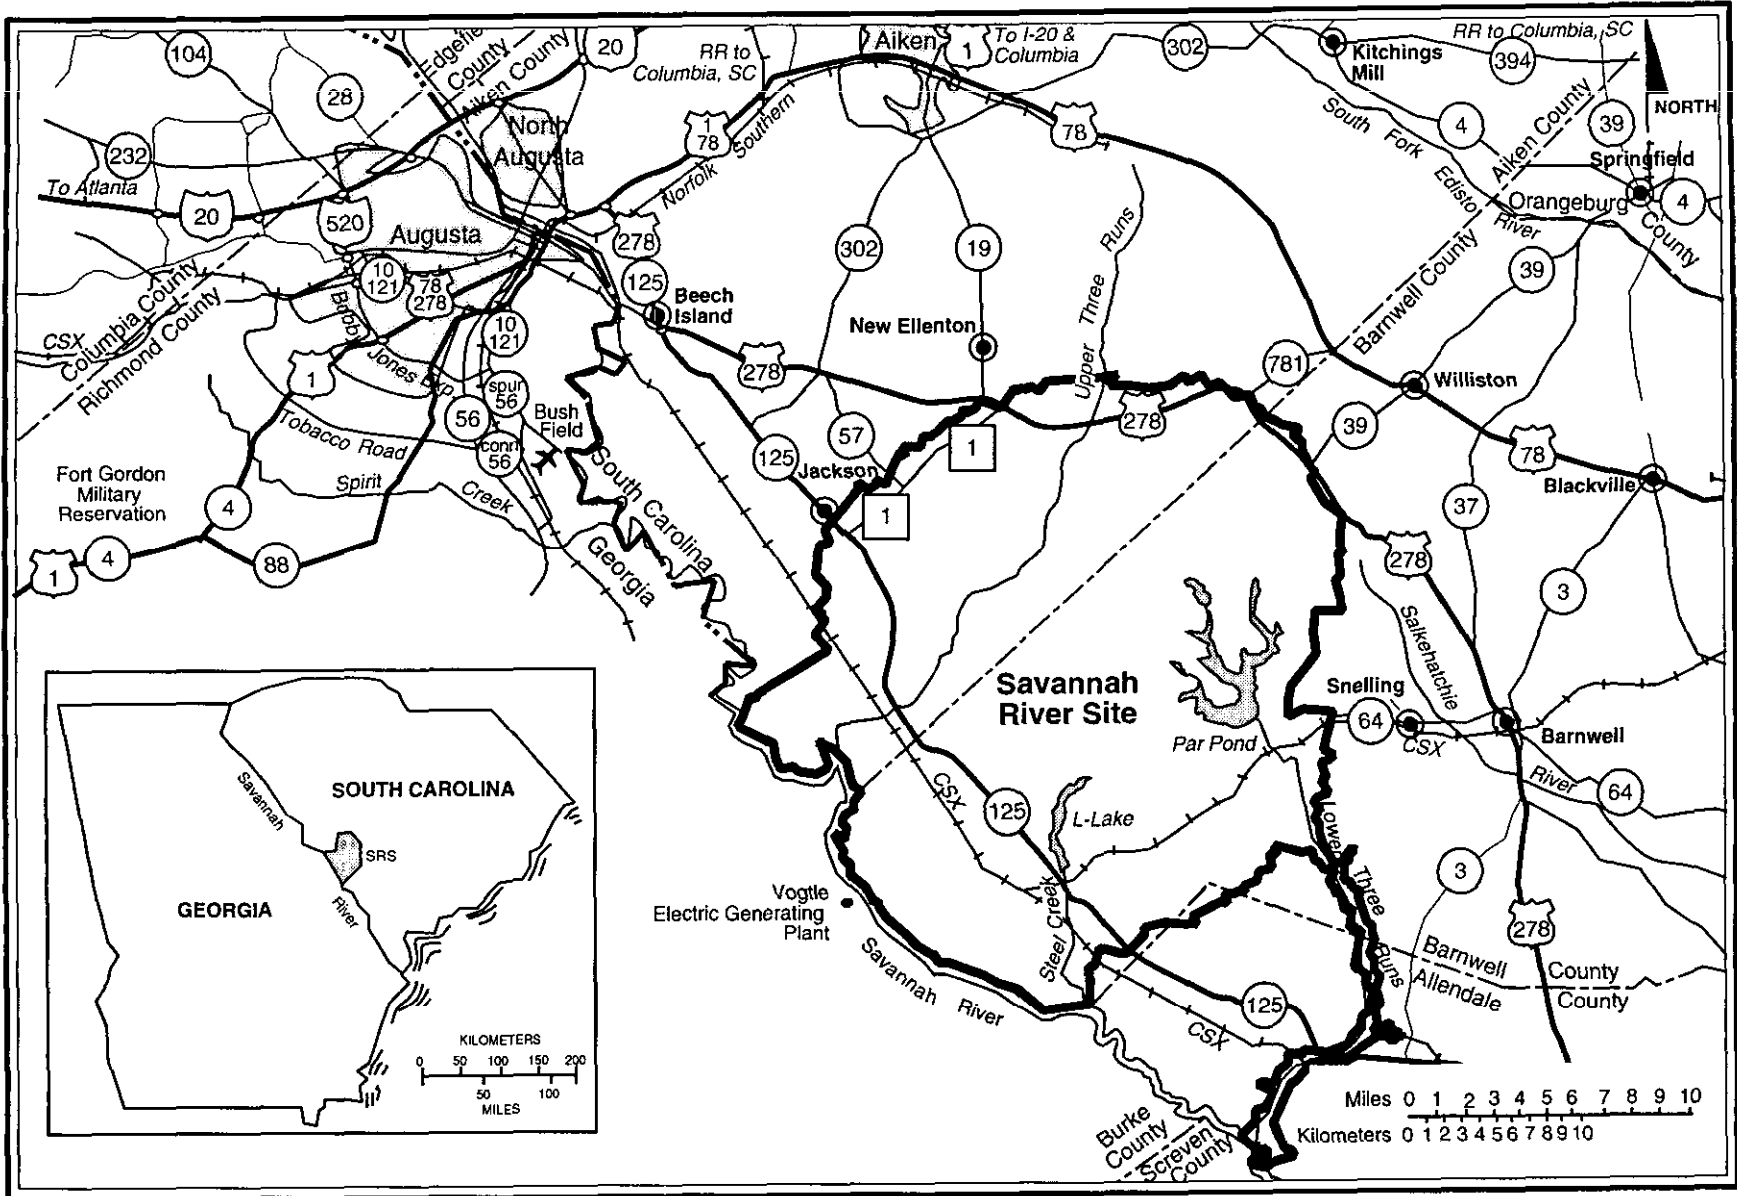 104
28
232
To Atlanta
20
520
Edgefield
County
Aiken County
20
RR to
Columbia, SC
North
Augusta
Augusta
1
78
Norfolk Southern
Aiken
1
To I-20 &
Columbia
302
Kitchings
Mill
RR to Columbia, SC
394
NORTH
South Fork Edisto River
4
39
Aiken County
Barnwell County
Springfield
4
Orangeburg
County
78
278
125
Beech
Island
302
19
New Ellenton
Upper Three Runs
39
781
Williston
CSX
Columbia County
Richmond County
10
121
78
278
Bobby Jones Exp.
10
121
1
spur
56
56
conn
56
Bush
Field
Tobacco Road
Spirit Creek
Fort Gordon
Military
Reservation
4
1
4
88
South Carolina
Georgia
278
57
125
Jackson
1
1
278
39
78
Blackville
37
278
3
Salkehatchie
River
Savannah
River Site
Par Pond
Snelling
64
CSX
Barnwell
64
CSX
125
L-Lake
Lower Three Runs
3
278
Steel Creek
Vogtle
Electric Generating
Plant
Savannah River
Barnwell County
Allendale County
125
CSX
Burke
County
Screven
County
Miles 0 1 2 3 4 5 6 7 8 9 10
Kilometers 0 1 2 3 4 5 6 7 8 9 10
SOUTH CAROLINA
Savannah
River
SRS
GEORGIA
KILOMETERS
0 50 100 150 200
50 100
MILES